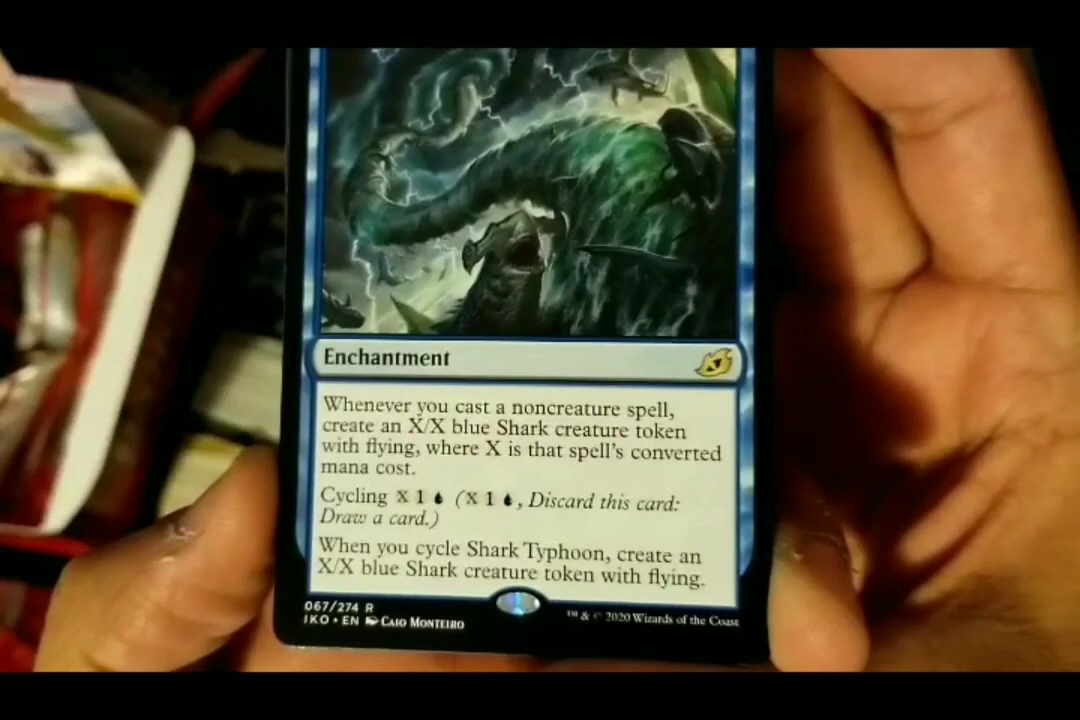 Enchantment
Whenever you cast a noncreature spell,
create an X/X blue Shark creature token
with flying, where X is that spell's converted
mana cost.
Cycling X 1 (X 1, Discard this card:
Draw a card.)
When you cycle Shark Typhoon, create an
X/X blue Shark creature token with flying.
067/274 R
IKO • EN CAIO MONTEIRO
™ & © 2020 Wizards of the Coast